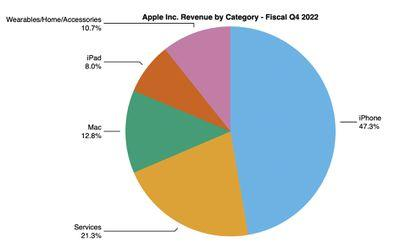 Apple Inc. Revenue by Category - Fiscal Q4 2022
Wearables/Home/Accessories
10.7%
iPad
8.0%
Mac
12.8%
Services
21.3%
iPhone
47.3%